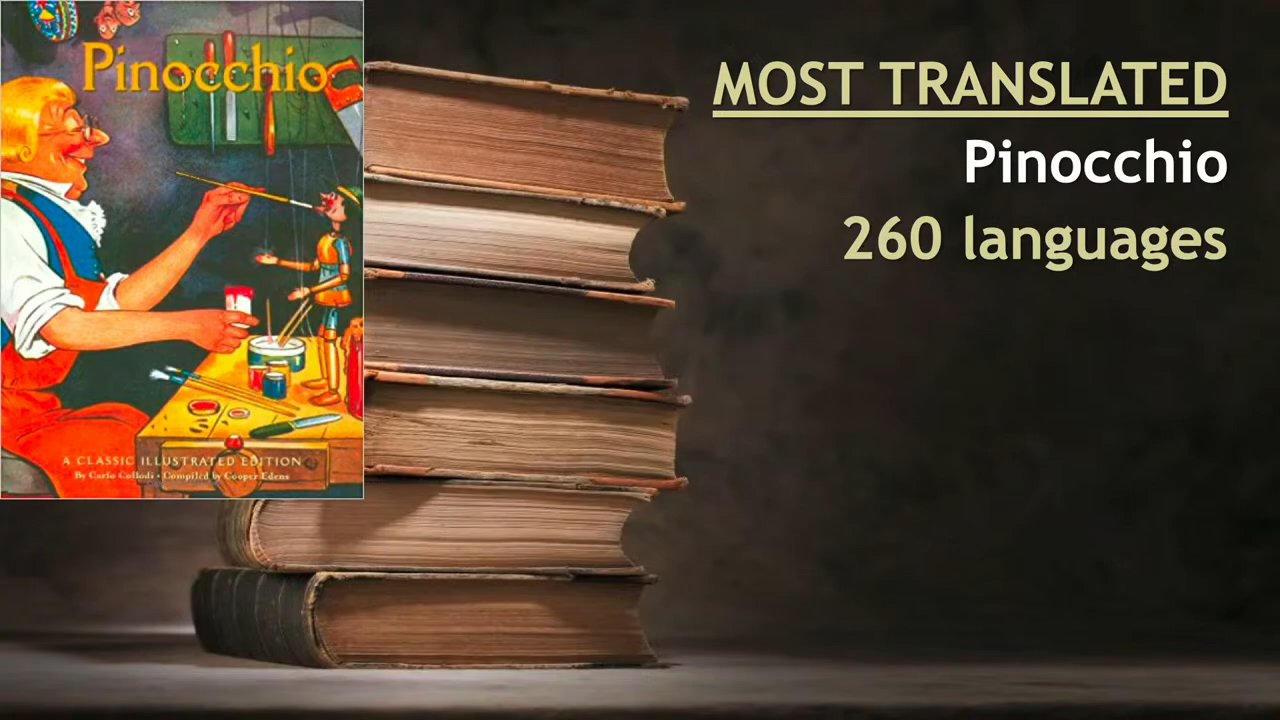 Pinocchio
A CLASSIC ILLUSTRATED EDITION
By Carlo Collodi • Compiled by Cooper Edens
MOST TRANSLATED
Pinocchio
260 languages